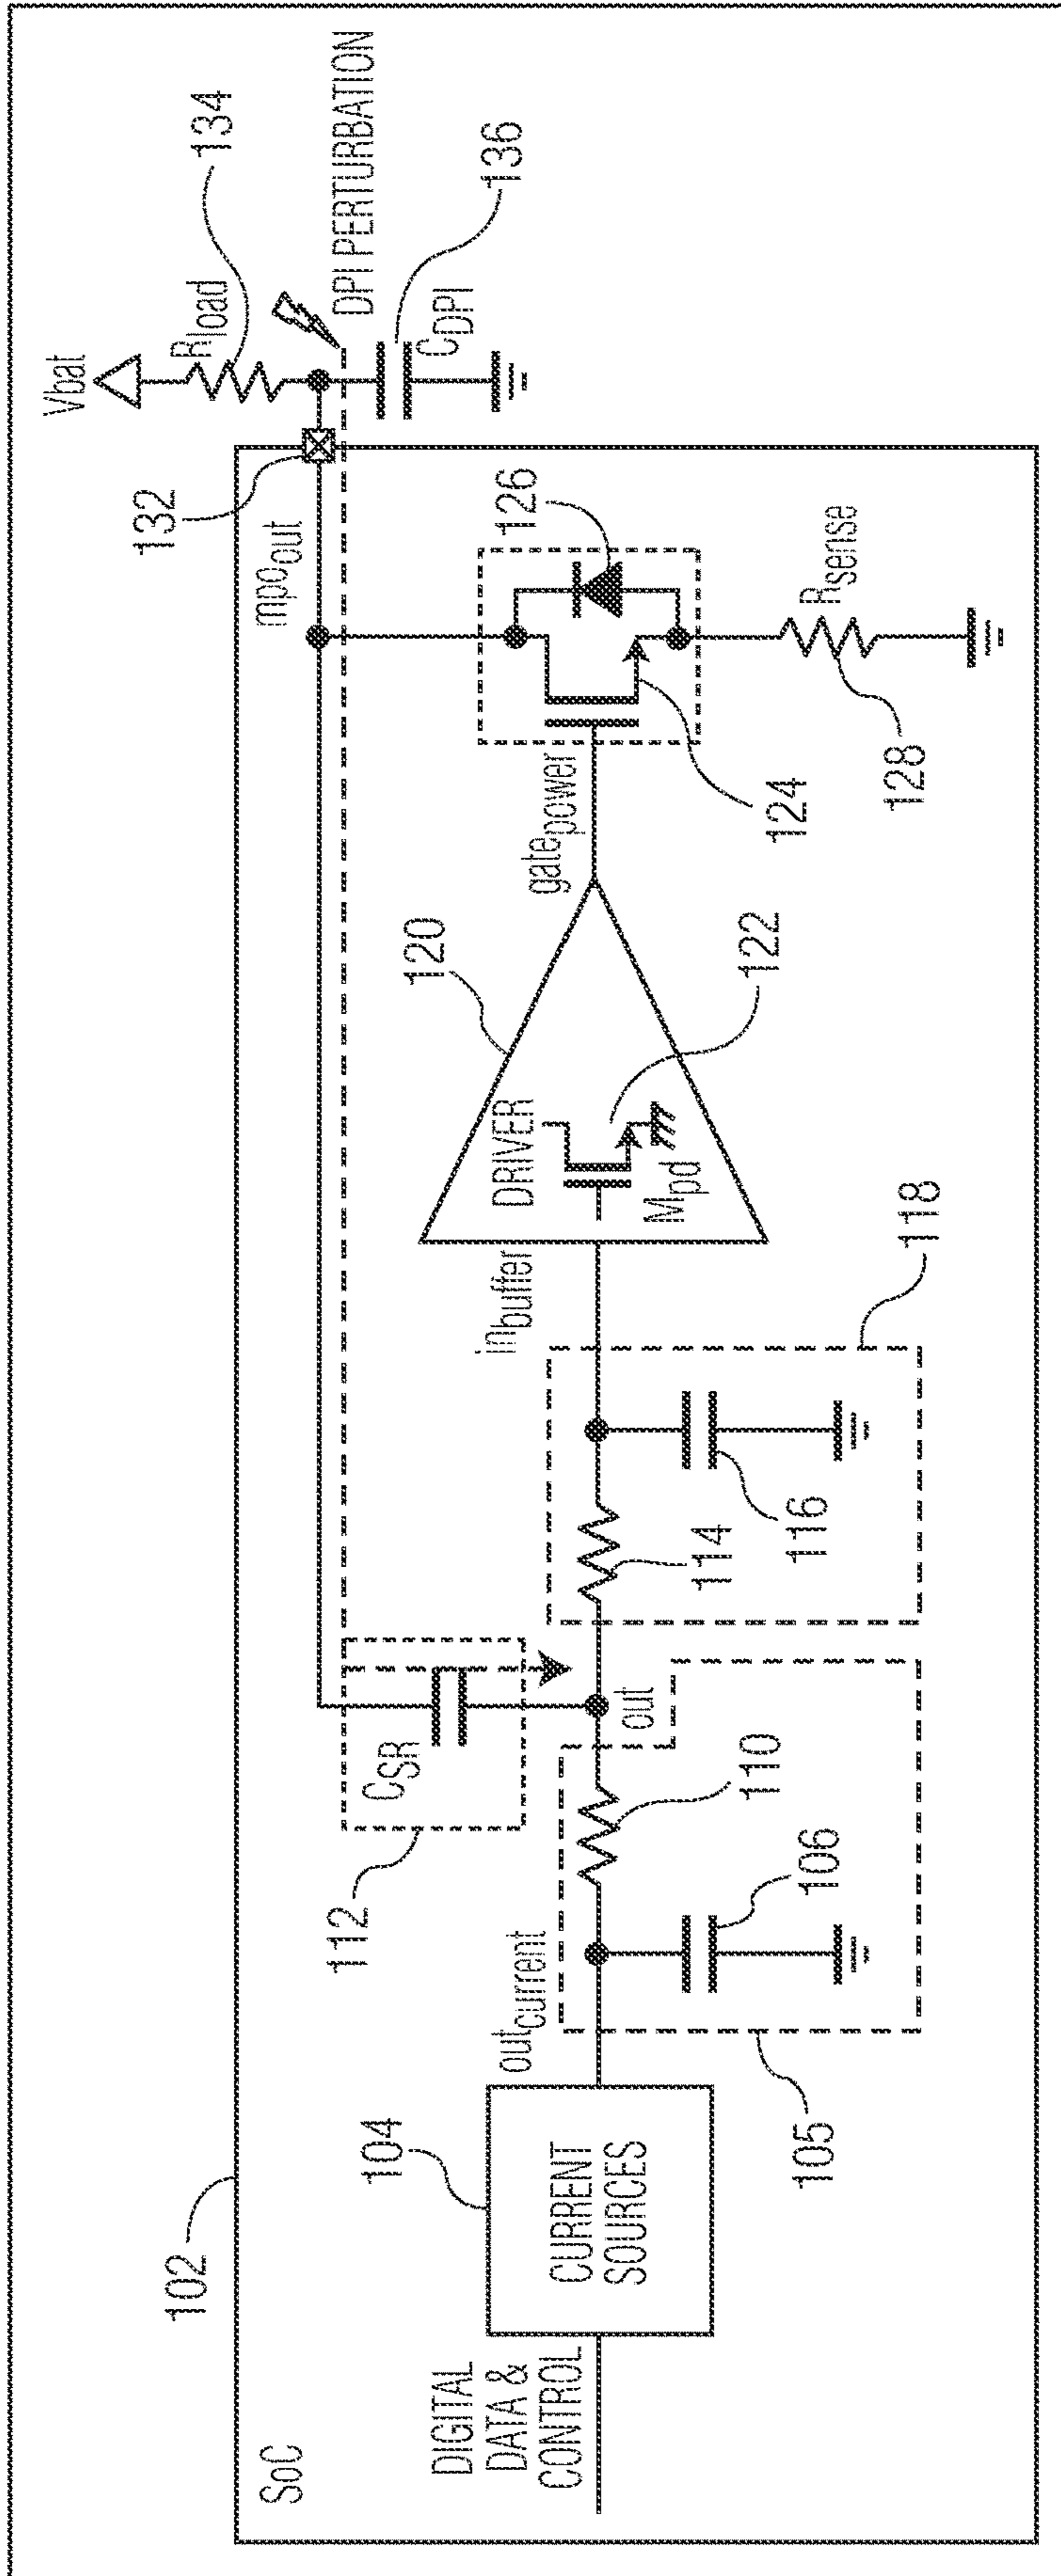 SoC
102
DIGITAL
DATA &
CONTROL
104
CURRENT
SOURCES
out_current
105
106
110
out
112
C_SR
114
116
118
in_buffer
120
DRIVER
M_pd
122
gate_power
124
126
R_sense
128
mpo_out
132
Vbat
R_load
134
DPI PERTURBATION
C_DPI
136